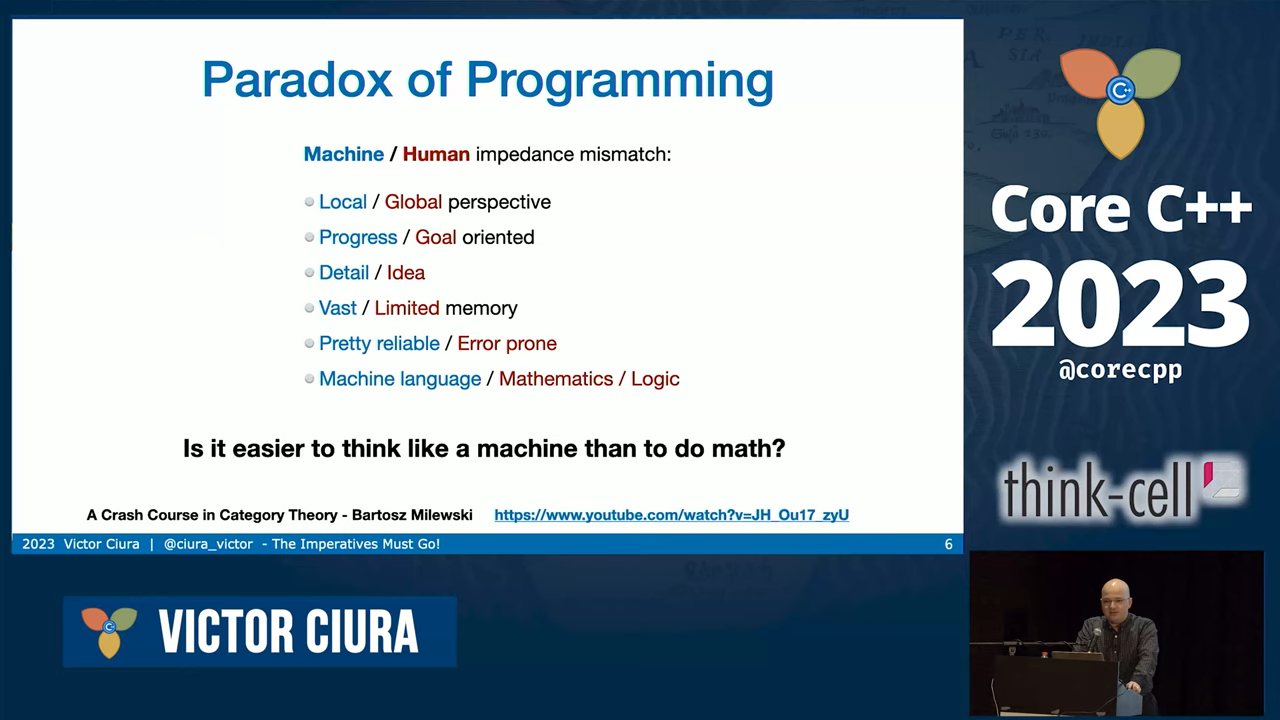 Paradox of Programming
Machine / Human impedance mismatch:
Local / Global perspective
Progress / Goal oriented
Detail / Idea
Vast / Limited memory
Pretty reliable / Error prone
Machine language / Mathematics / Logic
Is it easier to think like a machine than to do math?
A Crash Course in Category Theory - Bartosz Milewski https://www.youtube.com/watch?v=JH_Ou17_zyU
2023 Victor Ciura | @ciura_victor - The Imperatives Must Go! 6
C++
Core C++
2023
@corecpp
think-cell
VICTOR CIURA